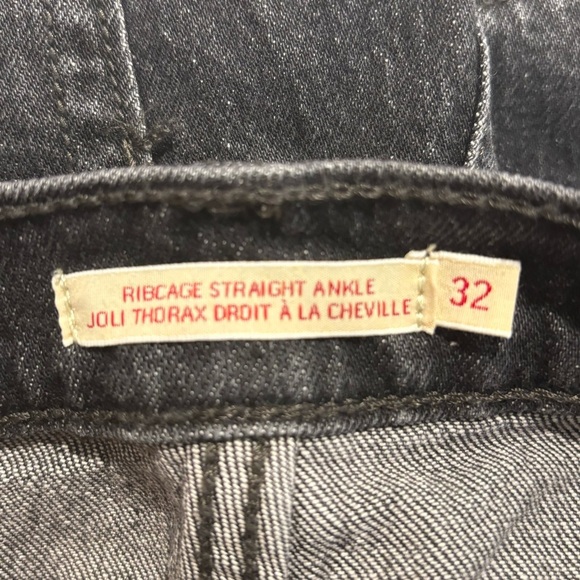 RIBCAGE STRAIGHT ANKLE
JOLI THORAX DROIT À LA CHEVILLE
32